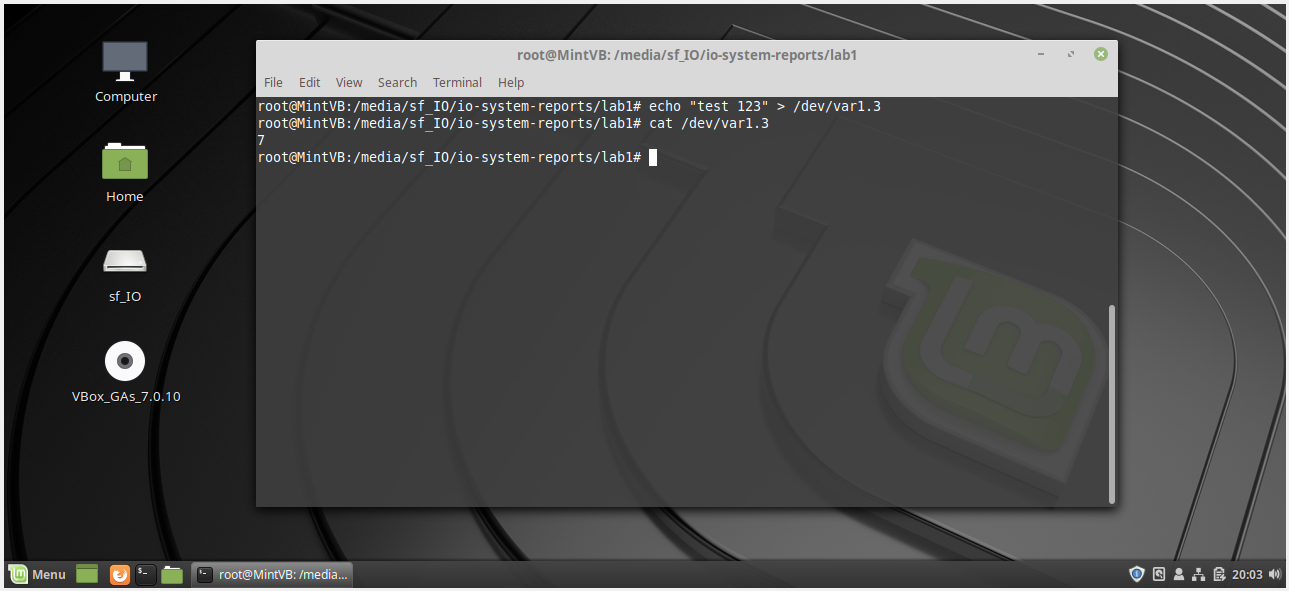 Computer
Home
sf_IO
VBox_GAs_7.0.10
root@MintVB: /media/sf_IO/io-system-reports/lab1
File Edit View Search Terminal Help
root@MintVB:/media/sf_IO/io-system-reports/lab1# echo "test 123" > /dev/var1.3
root@MintVB:/media/sf_IO/io-system-reports/lab1# cat /dev/var1.3
7
root@MintVB:/media/sf_IO/io-system-reports/lab1#
Menu
root@MintVB: /media...
20:03